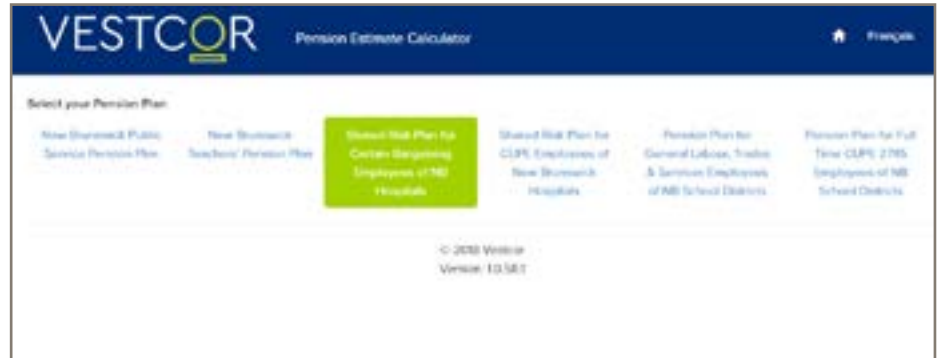 VESTCOR Pension Estimate Calculator Français
Select your Pension Plan
New Brunswick Public
Service Pension Plan
New Brunswick
Teachers' Pension Plan
Shared Risk Plan for
Certain Bargaining
Employees of NB
Hospitals
Shared Risk Plan for
CUPE Employees of
New Brunswick
Hospitals
Pension Plan for
General Labour, Trades
& Services Employees
of NB School Districts
Pension Plan for Full
Time CUPE 2745
Employees of NB
School Districts
© 2018 Vestcor
Version: 1.0.58.1